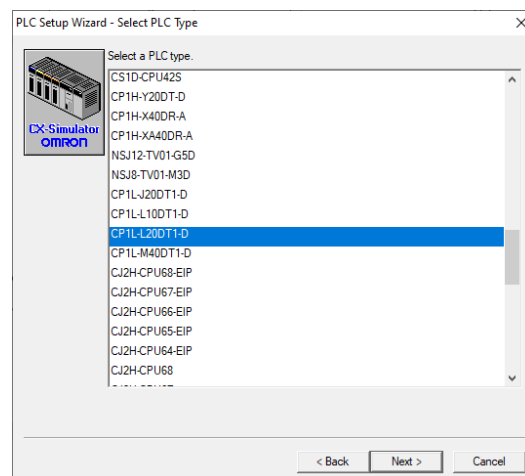 PLC Setup Wizard - Select PLC Type
Select a PLC type.
CX-Simulator
OMRON
CS1D-CPU42S
CP1H-Y20DT-D
CP1H-X40DR-A
CP1H-XA40DR-A
NSJ12-TV01-G5D
NSJ8-TV01-M3D
CP1L-J20DT1-D
CP1L-L10DT1-D
CP1L-L20DT1-D
CP1L-M40DT1-D
CJ2H-CPU68-EIP
CJ2H-CPU67-EIP
CJ2H-CPU66-EIP
CJ2H-CPU65-EIP
CJ2H-CPU64-EIP
CJ2H-CPU68
< Back
Next >
Cancel